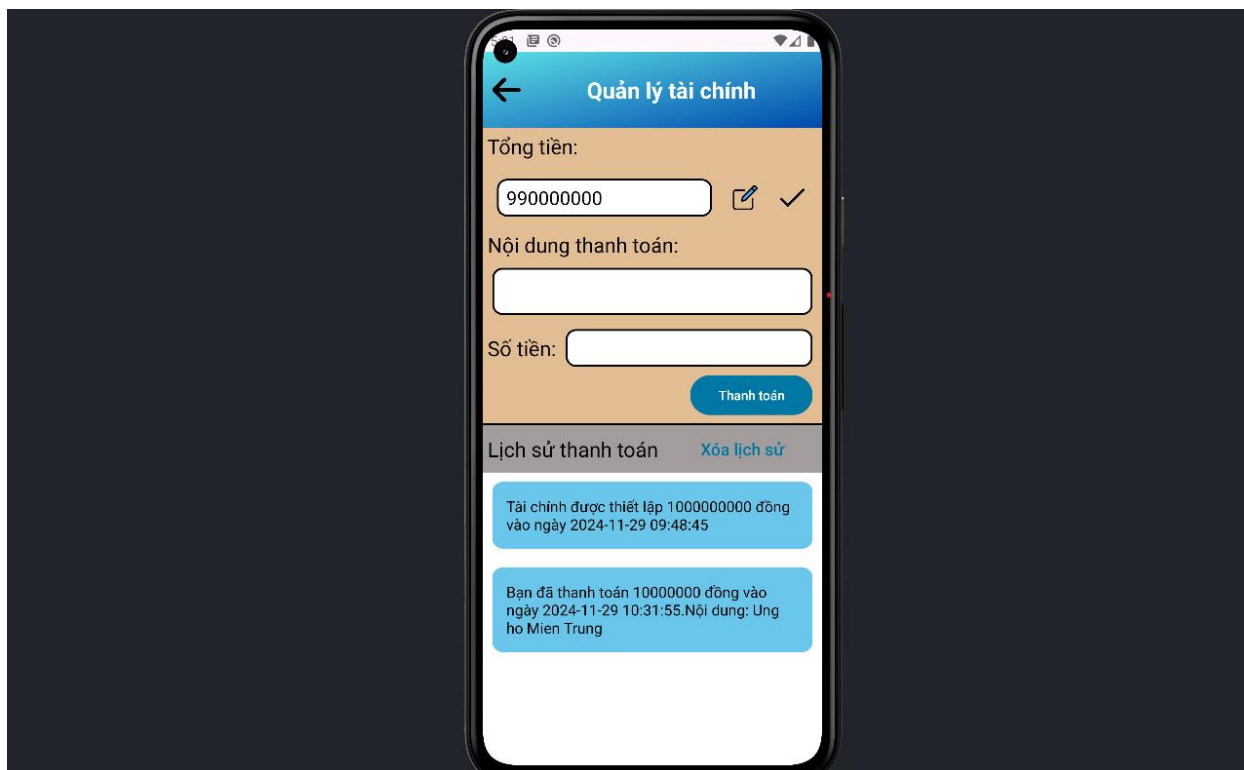 Quản lý tài chính
Tổng tiền:
990000000
Nội dung thanh toán:
Số tiền:
Thanh toán
Lịch sử thanh toán Xóa lịch sử
Tài chính được thiết lập 1000000000 đồng
vào ngày 2024-11-29 09:48:45
Bạn đã thanh toán 10000000 đồng vào
ngày 2024-11-29 10:31:55.Nội dung: Ung
ho Mien Trung